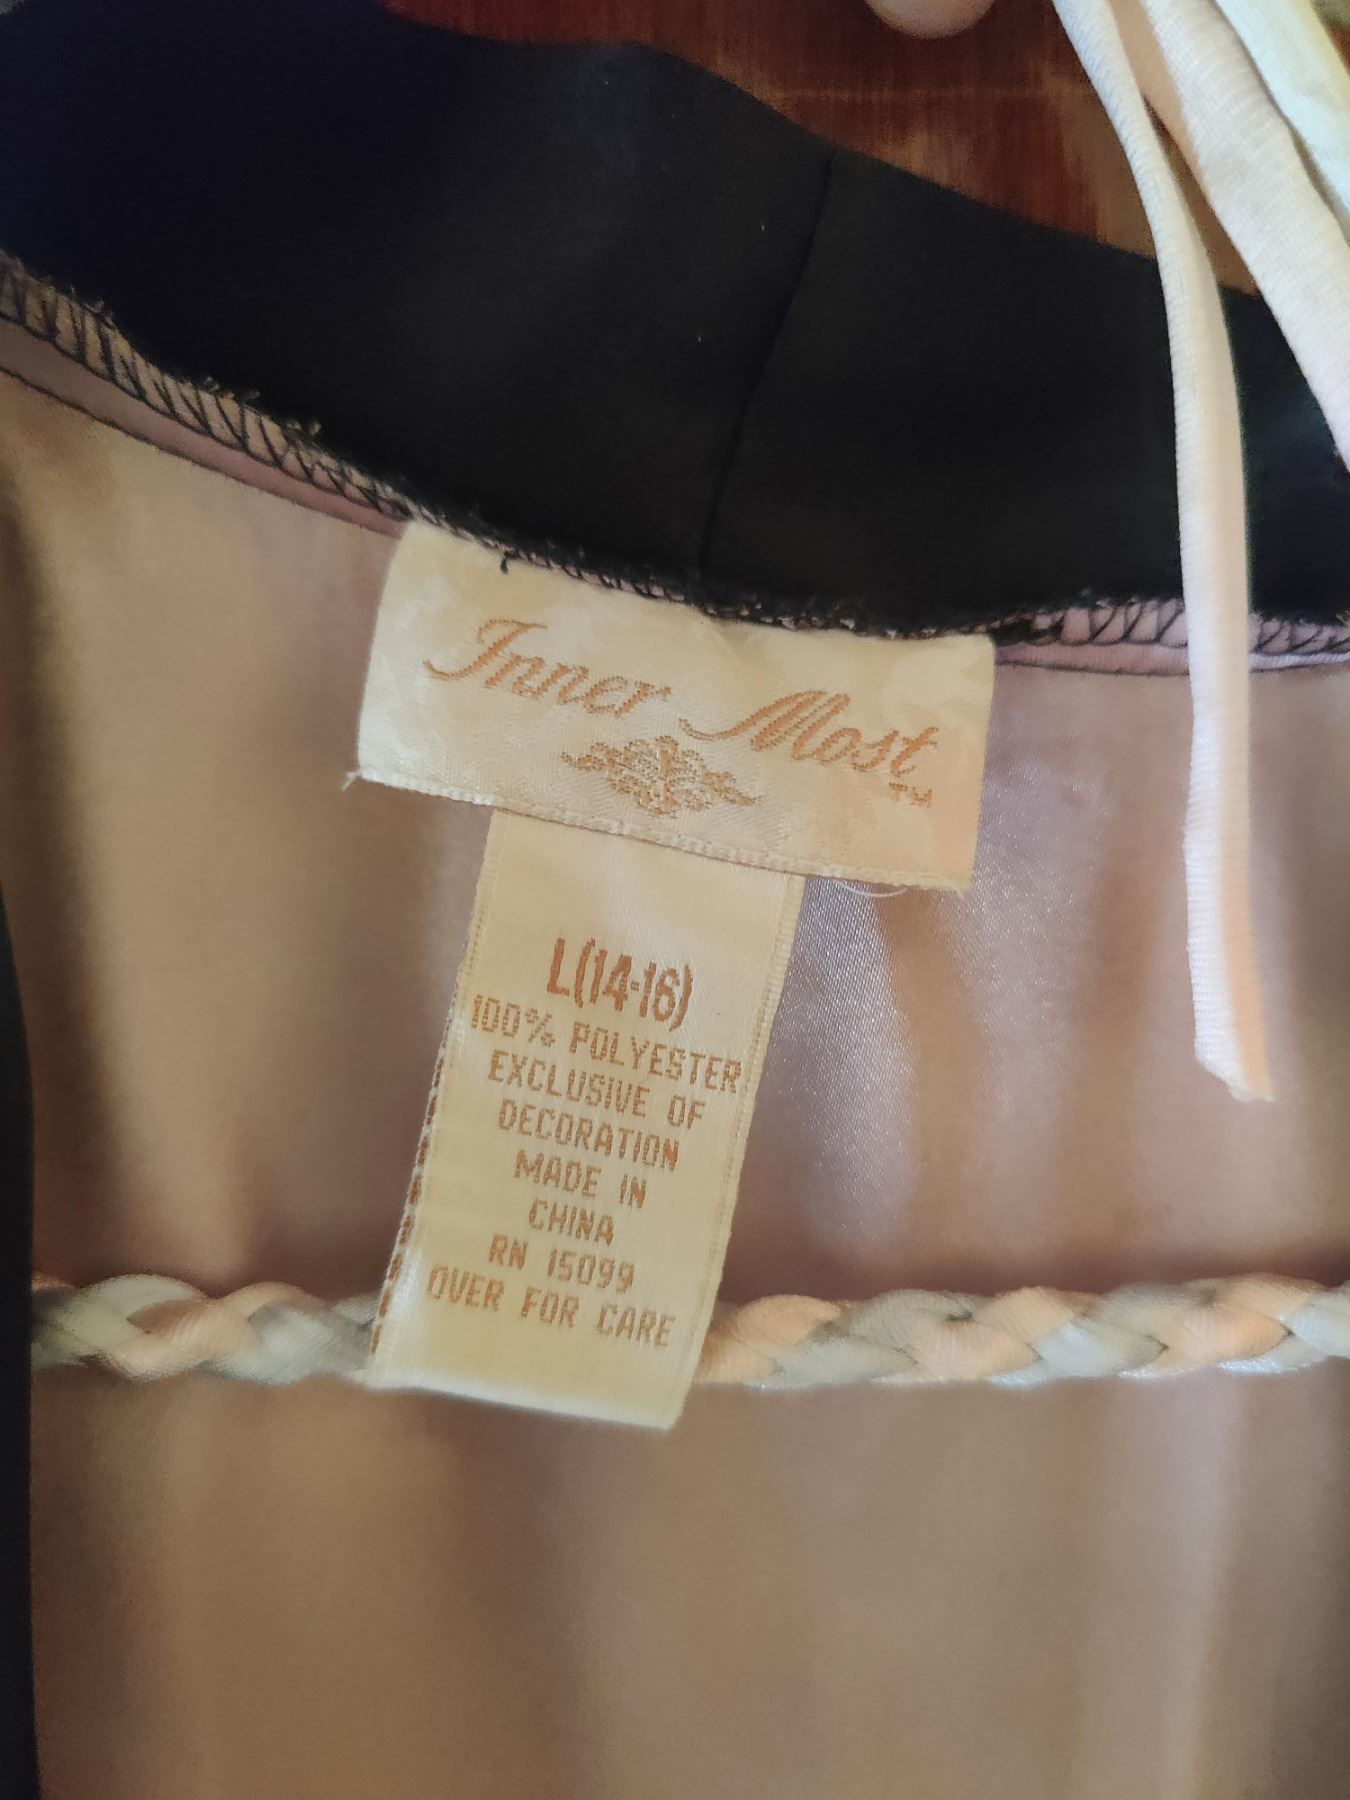 Inner Most
TM
L(14-16)
100% POLYESTER
EXCLUSIVE OF
DECORATION
MADE IN
CHINA
RN 15099
OVER FOR CARE